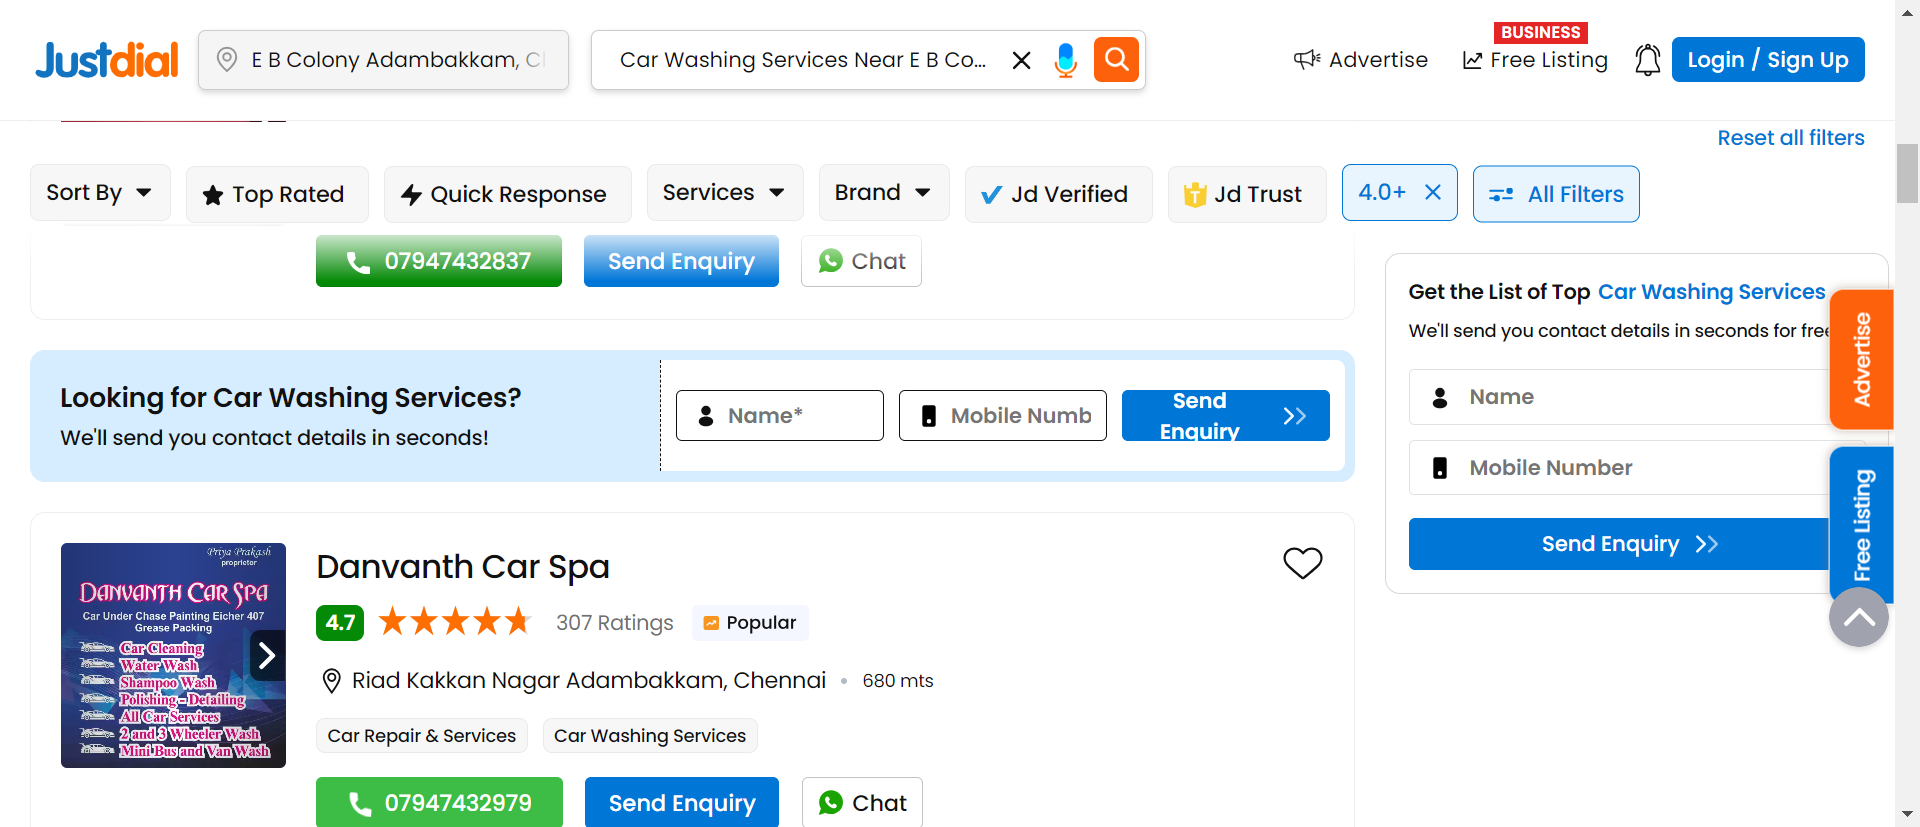 Justdial
E B Colony Adambakkam, C
Car Washing Services Near E B Co...
Advertise
BUSINESS
Free Listing
Login / Sign Up
Reset all filters
Sort By
Top Rated
Quick Response
Services
Brand
Jd Verified
T Jd Trust
4.0+
All Filters
07947432837
Send Enquiry
Chat
Looking for Car Washing Services?
We'll send you contact details in seconds!
Name*
Mobile Numb
Send
Enquiry
Get the List of Top Car Washing Services
We'll send you contact details in seconds for free
Name
Mobile Number
Send Enquiry
Advertise
Free Listing
Priya Prakash
proprietor
DANVANTH CAR SPA
Car Under Chase Painting Eicher 407
Grease Packing
Car Cleaning
Water Wash
Shampoo Wash
Polishing - Detailing
All Car Services
2 and 3 Wheeler Wash
Mini Bus and Van Wash
Danvanth Car Spa
4.7
307 Ratings
Popular
Riad Kakkan Nagar Adambakkam, Chennai • 680 mts
Car Repair & Services
Car Washing Services
07947432979
Send Enquiry
Chat